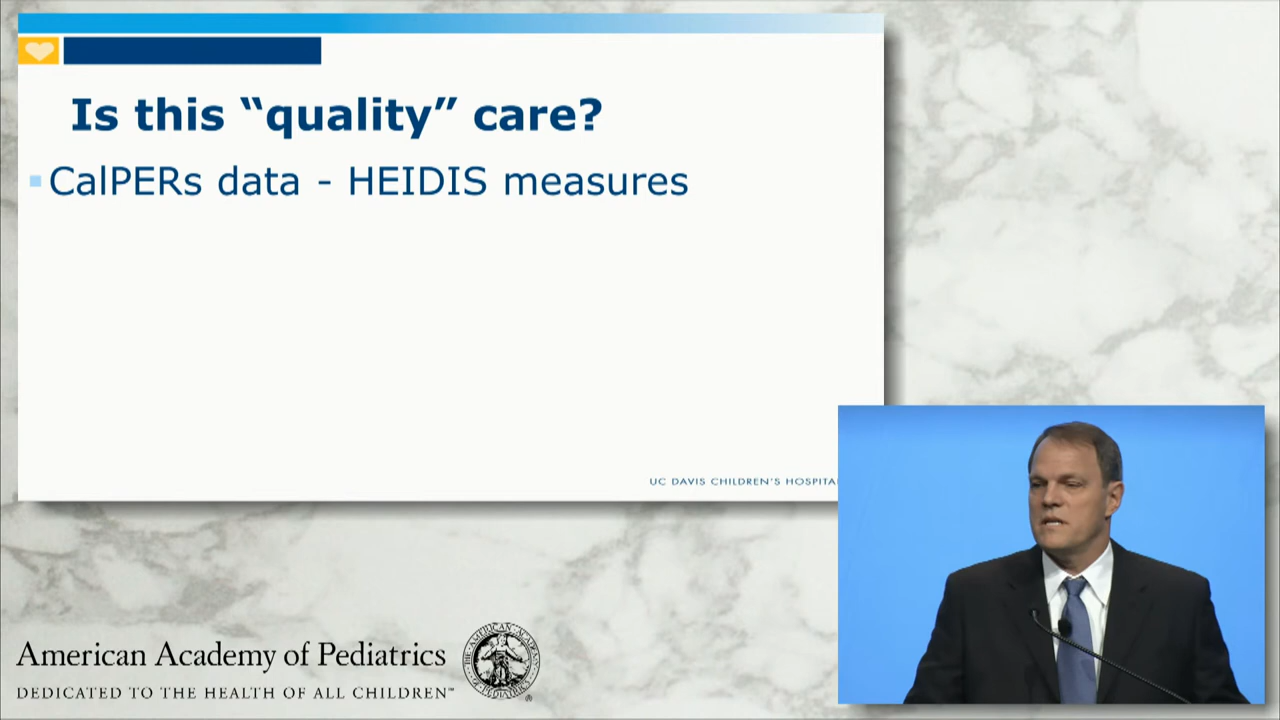 Is this “quality” care?
CalPERs data - HEIDIS measures
UC DAVIS CHILDREN'S HOSPITA
American Academy of Pediatrics
DEDICATED TO THE HEALTH OF ALL CHILDREN™